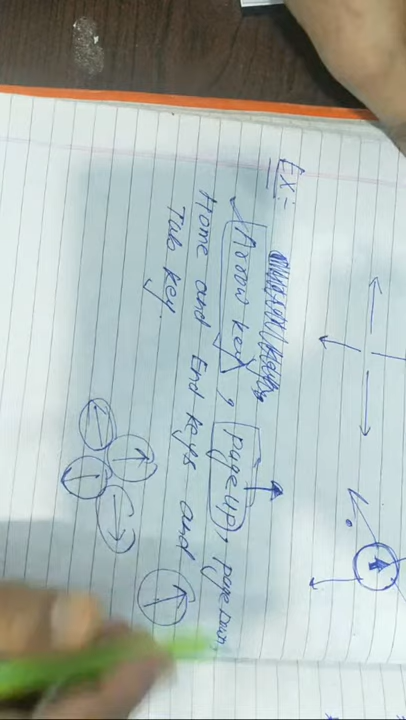 Ex:-
Arrow key, page up, page down,
Home and End keys and
Tab key.